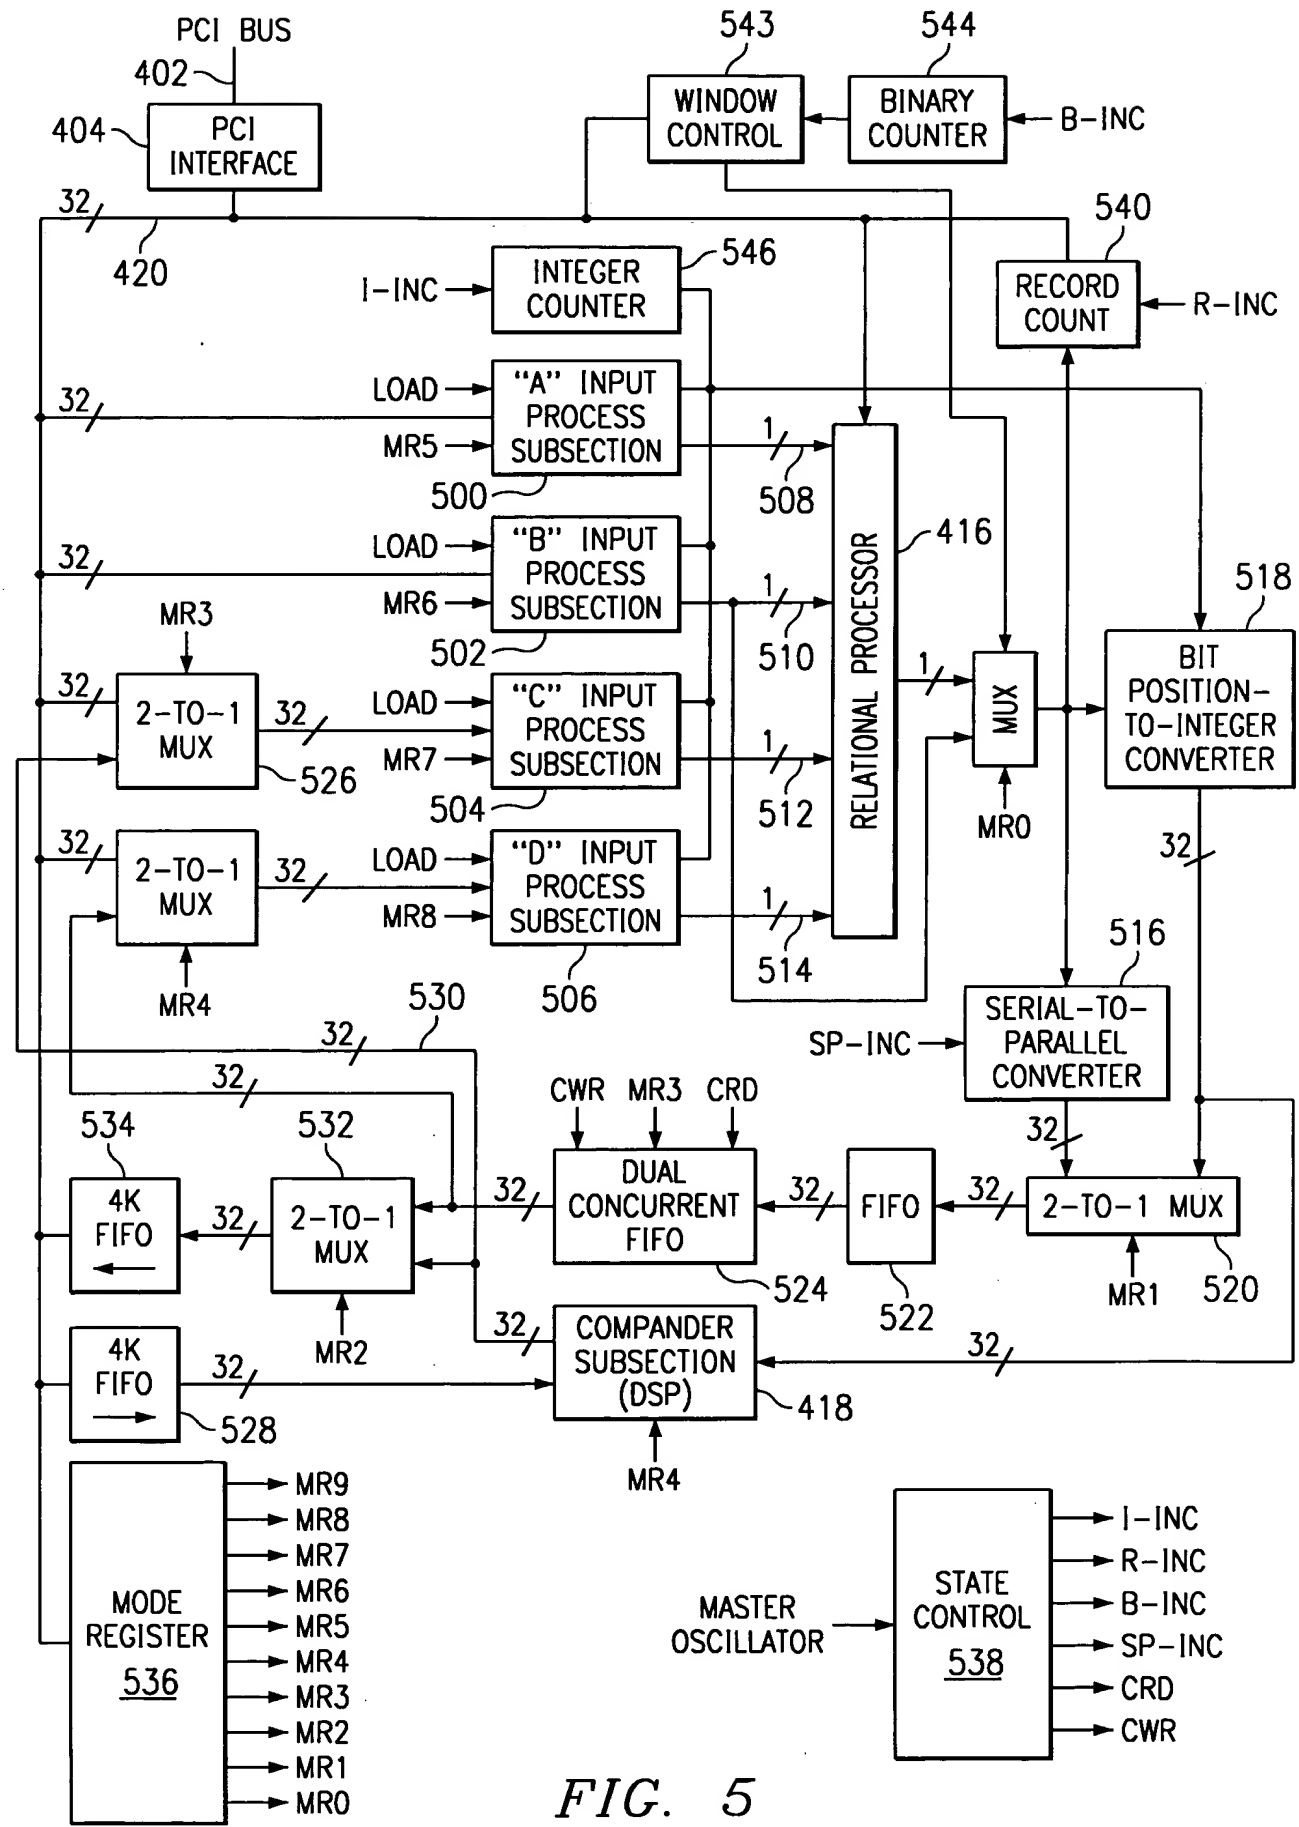 PCI BUS
402
404
PCI
INTERFACE
543
544
WINDOW
CONTROL
BINARY
COUNTER
B-INC
32
420
546
I-INC
INTEGER
COUNTER
540
RECORD
COUNT
R-INC
32
LOAD
MR5
"A" INPUT
PROCESS
SUBSECTION
500
1
508
32
LOAD
MR6
"B" INPUT
PROCESS
SUBSECTION
502
1
510
416
RELATIONAL PROCESSOR
518
BIT
POSITION-
TO-INTEGER
CONVERTER
MR3
32
2-TO-1
MUX
526
32
LOAD
MR7
"C" INPUT
PROCESS
SUBSECTION
504
1
512
1
MUX
MR0
32
32
2-TO-1
MUX
MR4
32
LOAD
MR8
"D" INPUT
PROCESS
SUBSECTION
506
1
514
516
SERIAL-TO-
PARALLEL
CONVERTER
SP-INC
530
32
32
CWR
MR3
CRD
32
32
534
4K
FIFO
32
532
2-TO-1
MUX
MR2
32
DUAL
CONCURRENT
FIFO
524
32
FIFO
522
32
2-TO-1 MUX
MR1
520
4K
FIFO
528
32
32
COMPANDER
SUBSECTION
(DSP)
418
MR4
32
MODE
REGISTER
536
MR9
MR8
MR7
MR6
MR5
MR4
MR3
MR2
MR1
MR0
MASTER
OSCILLATOR
STATE
CONTROL
538
I-INC
R-INC
B-INC
SP-INC
CRD
CWR
FIG. 5